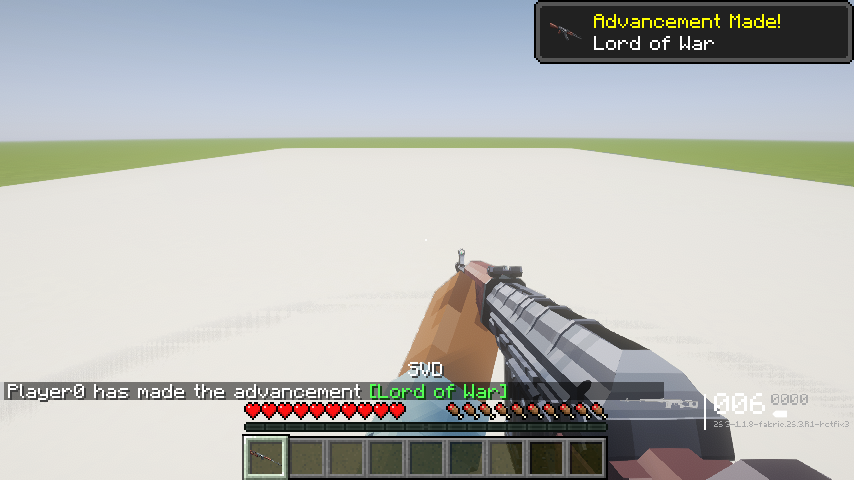 Advancement Made!
Lord of War
SVD
Player0 has made the advancement [Lord of War]
006 0000